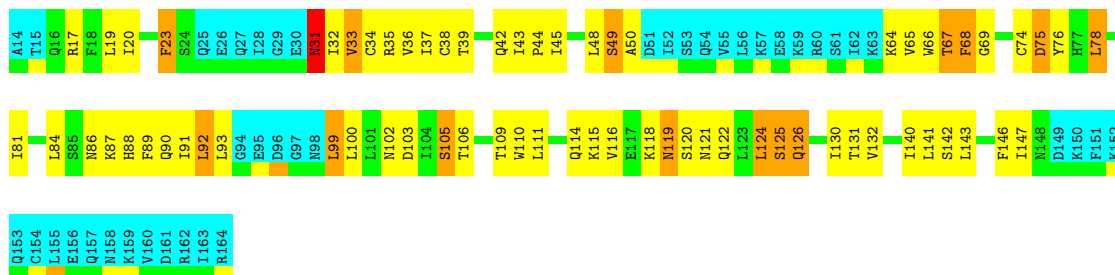 A14 T15 Q16 R17 F18 L19 I20 F23 S24 Q25 E26 Q27 I28 G29 E30 N31 I32 V33 C34 R35 V36 I37 C38 T39 Q42 I43 P44 I45 L48 S49 A50 D51 I52 S53 Q54 V55 L56 K57 E58 K59 R60 S61 I62 K63 K64 V65 W66 T67 F68 G69 C74 D75 Y76 H77 L78
I81 L84 S85 N86 K87 H88 F89 Q90 I91 L92 L93 G94 E95 D96 G97 N98 L99 L100 L101 N102 D103 I104 S105 T106 T109 W110 L111 Q114 K115 V116 E117 K118 N119 S120 N121 Q122 L123 L124 S125 Q126 I130 T131 V132 I140 L141 S142 L143 F146 I147 N148 D149 K150 F151 K152
Q153 C154 L155 E156 Q157 N158 K159 V160 D161 R162 I163 R164